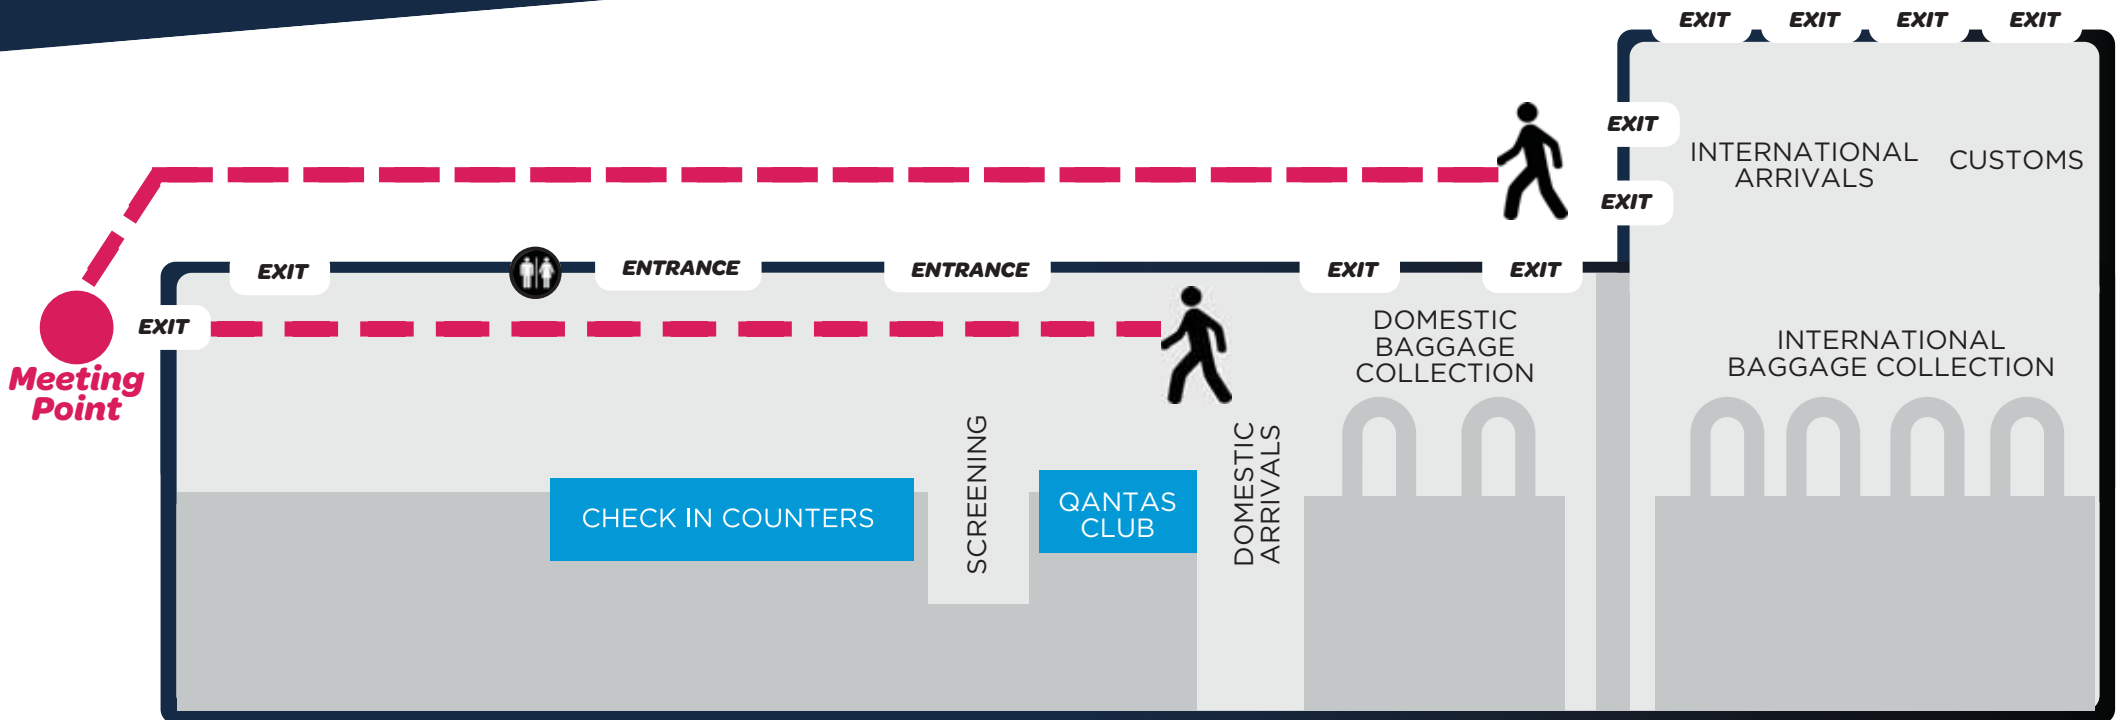 EXIT
EXIT
EXIT
EXIT
EXIT
INTERNATIONAL
ARRIVALS
CUSTOMS
EXIT
EXIT
ENTRANCE
ENTRANCE
EXIT
EXIT
EXIT
Meeting
Point
DOMESTIC
BAGGAGE
COLLECTION
INTERNATIONAL
BAGGAGE COLLECTION
CHECK IN COUNTERS
SCREENING
QANTAS
CLUB
DOMESTIC
ARRIVALS